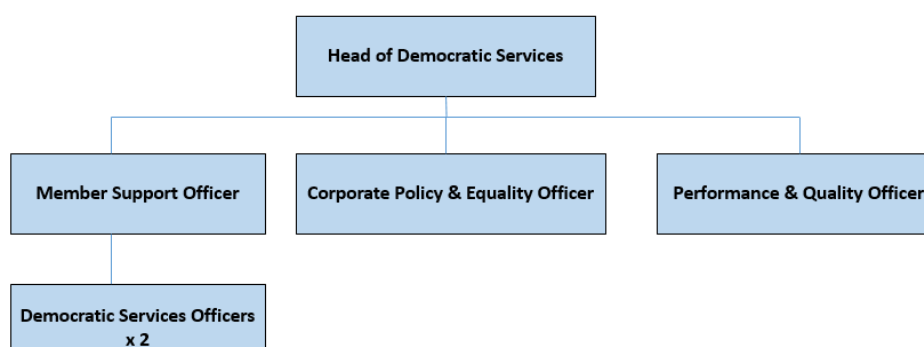 Head of Democratic Services
Member Support Officer
Corporate Policy & Equality Officer
Performance & Quality Officer
Democratic Services Officers
x 2